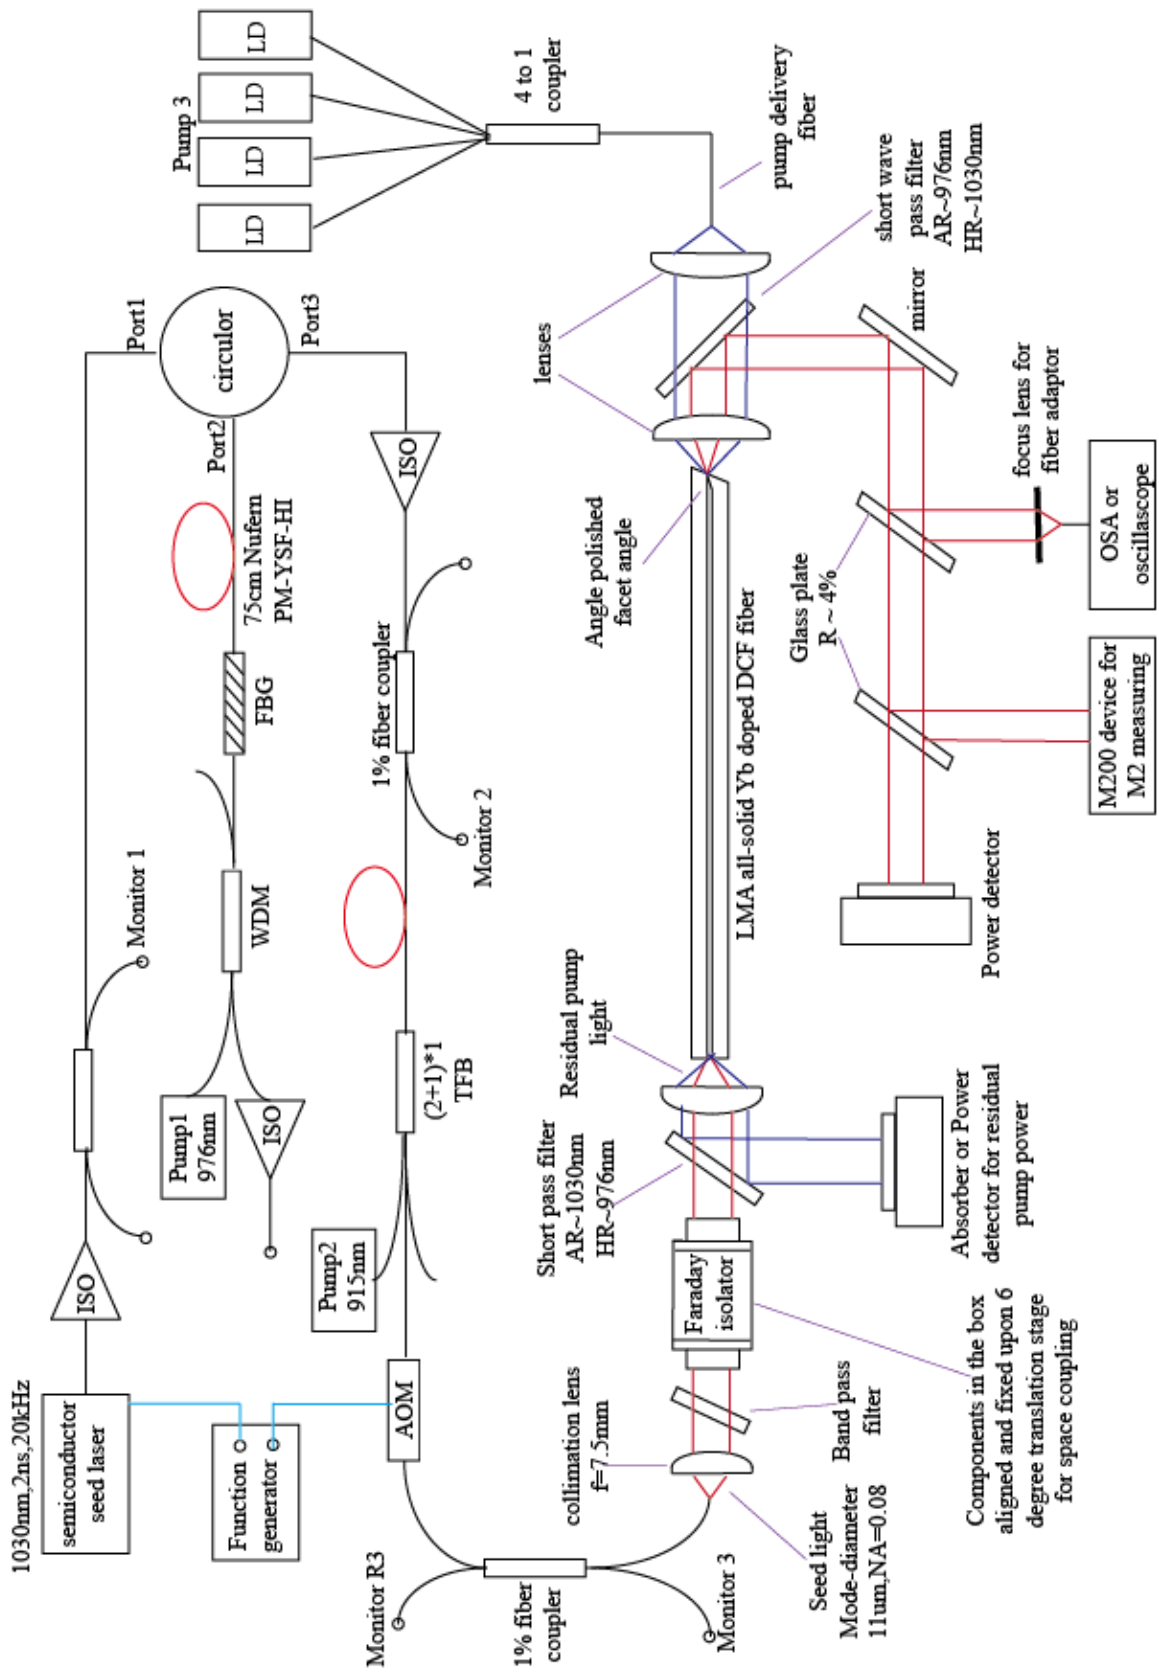 1030nm,2ns,20kHz
semiconductor
seed laser
ISO
Monitor 1
Port1
circulor
Port2
Port3
Pump 3
LD
LD
LD
LD
4 to 1
coupler
Function
generator
Pump1
976nm
ISO
WDM
FBG
75cm Nufern
PM-YSF-HI
ISO
Pump2
915nm
AOM
(2+1)*1
TFB
1% fiber coupler
Monitor 2
Monitor R3
1% fiber
coupler
Monitor 3
collimation lens
f=7.5mm
Seed light
Mode-diameter
11um,NA=0.08
Band pass
filter
Faraday
isolator
Short pass filter
AR~1030nm
HR~976nm
Residual pump
light
Components in the box
aligned and fixed upon 6
degree translation stage
for space coupling
Absorber or Power
detector for residual
pump power
LMA all-solid Yb doped DCF fiber
Angle polished
facet angle
lenses
pump delivery
fiber
short wave
pass filter
AR~976nm
HR~1030nm
mirror
Glass plate
R ~ 4%
focus lens for
fiber adaptor
Power detector
M200 device for
M2 measuring
OSA or
oscillascope